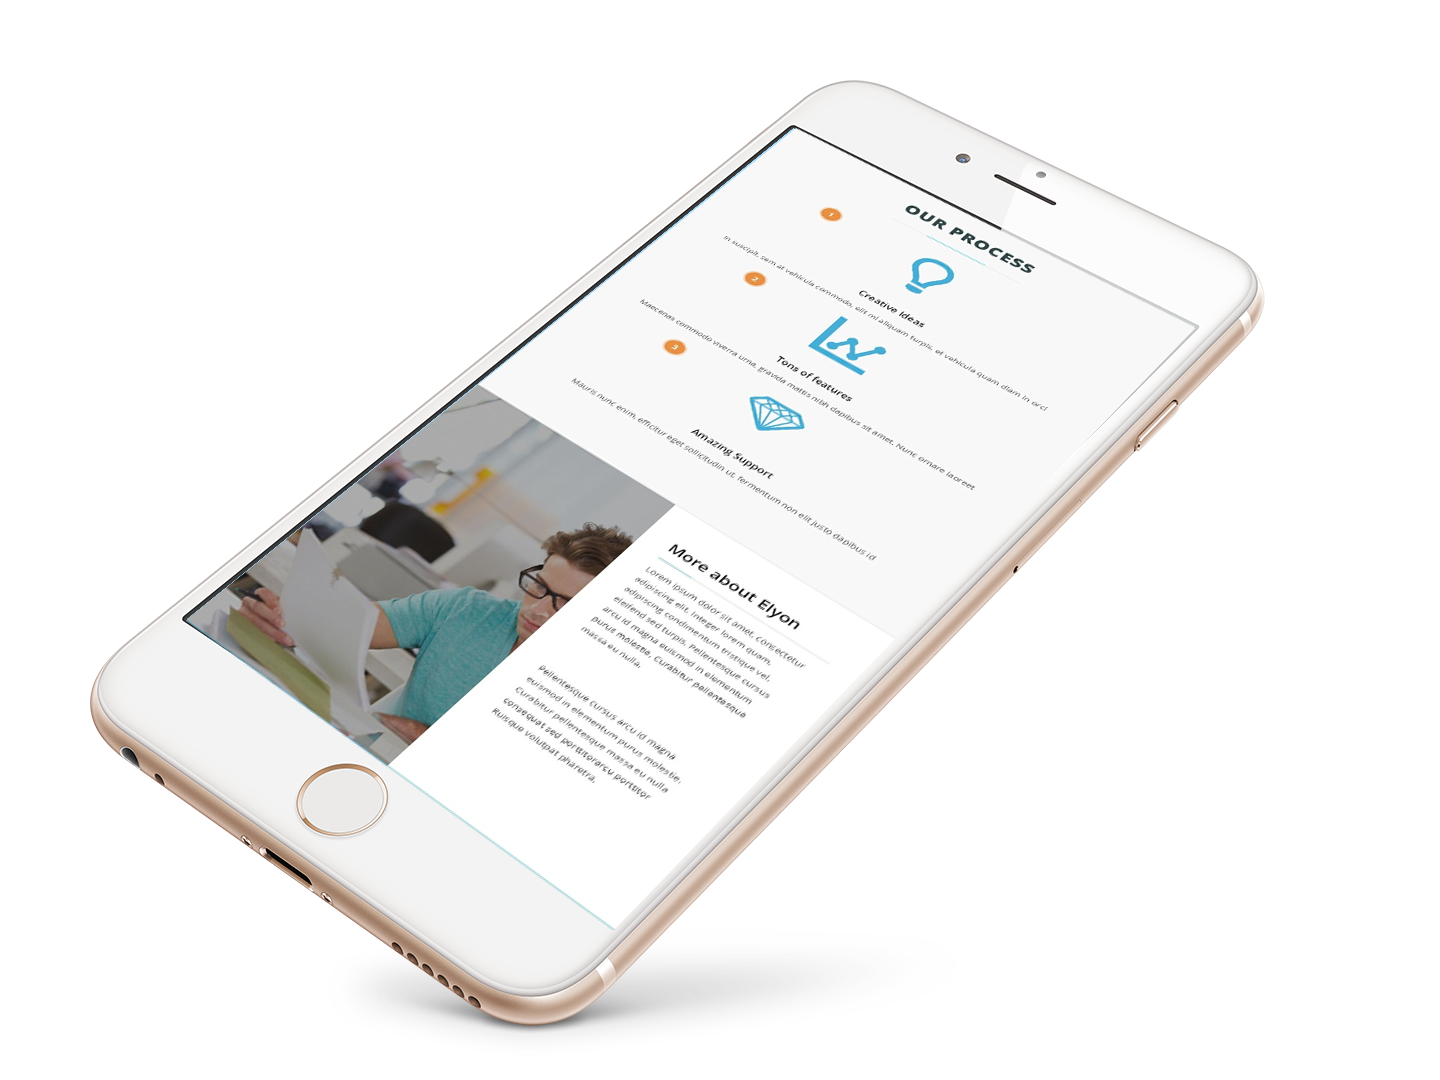 OUR PROCESS
1
Creative Ideas
In suscipit, sem at vehicula commodo, elit mi aliquam turpis, et vehicula quam diam in orci
2
Tons of features
Maecenas commodo viverra urna, gravida mattis nibh dapibus sit amet. Nunc ornare laoreet
3
Amazing Support
Mauris nunc enim, efficitur eget sollicitudin ut, fermentum non elit justo dapibus id
More about Elyon
Lorem ipsum dolor sit amet, consectetur
adipiscing elit. Integer lorem quam,
adipiscing condimentum tristique vel,
eleifend sed turpis. Pellentesque cursus
arcu id magna euismod in elementum
purus molestie. Curabitur pellentesque
massa eu nulla.
Pellentesque cursus arcu id magna
euismod in elementum purus molestie.
Curabitur pellentesque massa eu nulla
consequat sed porttitorarcu porttitor
Ruisque volutpat pharetra.